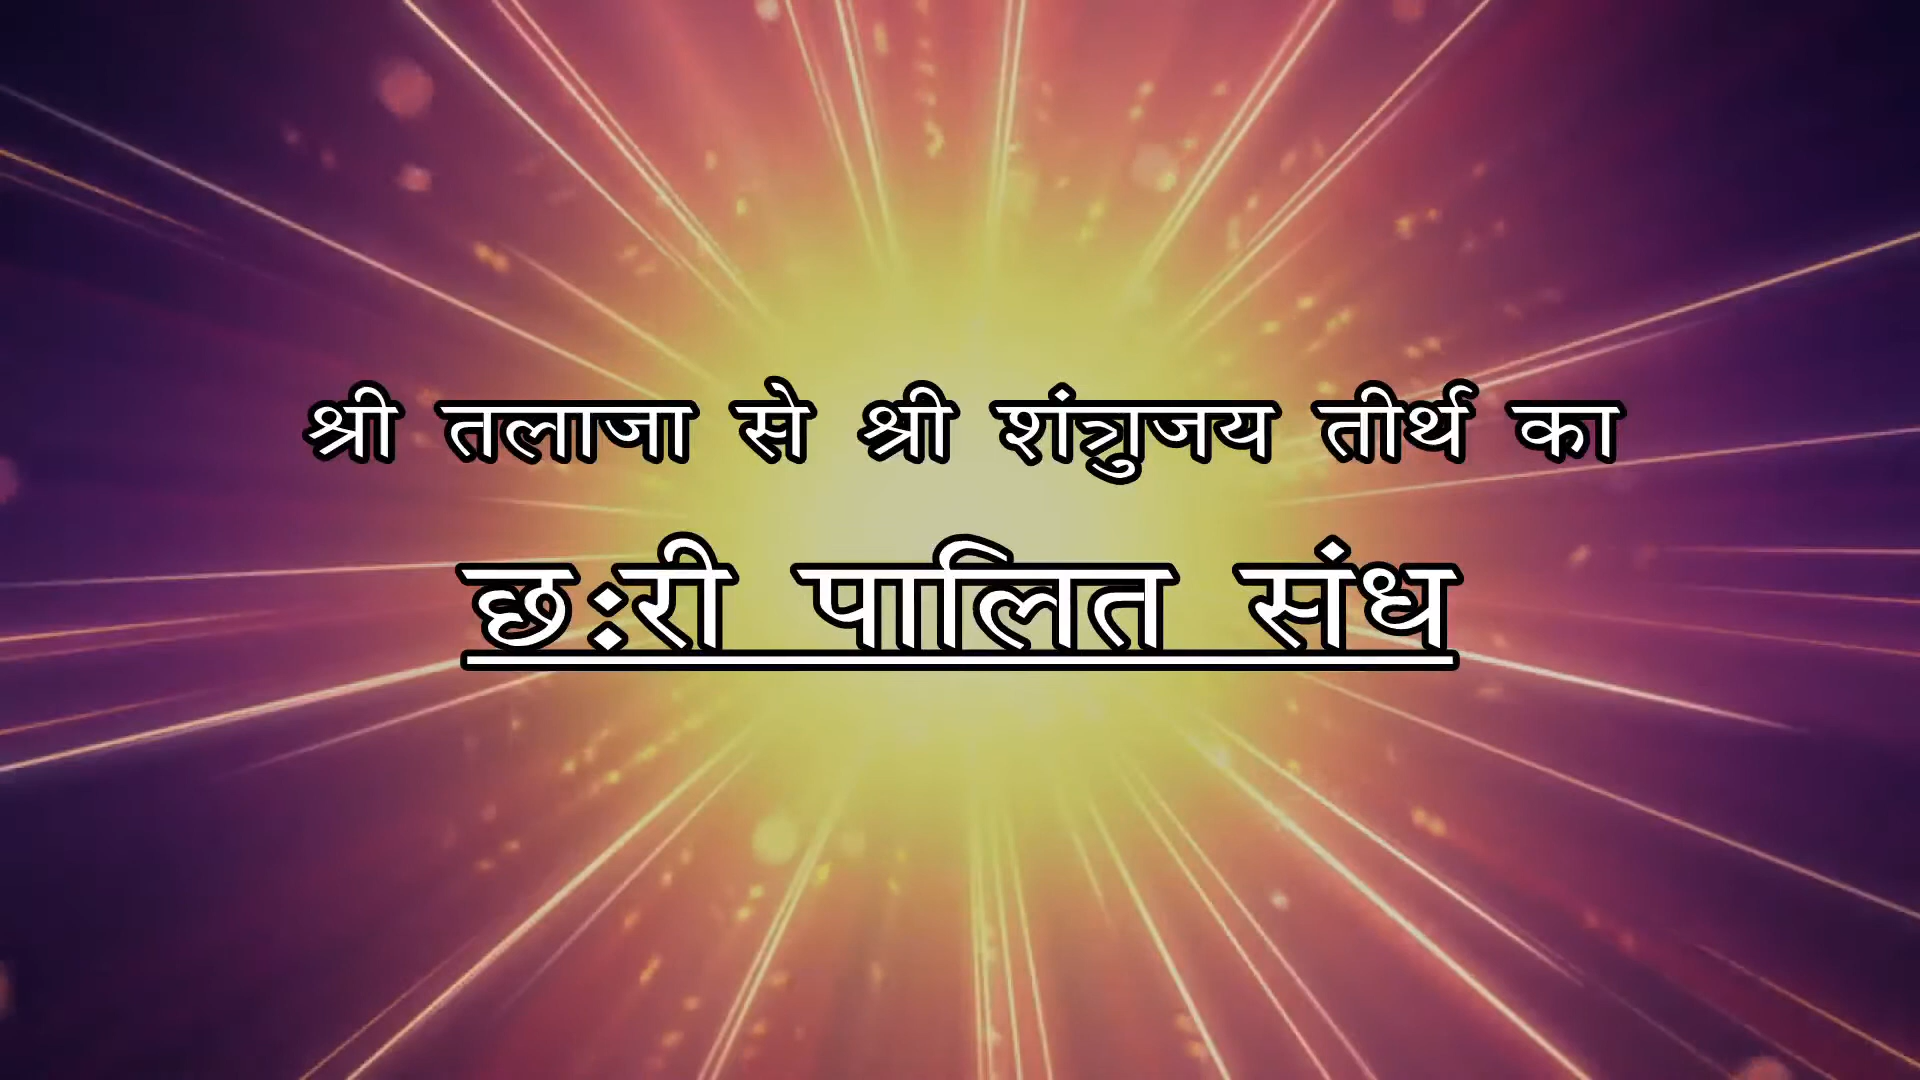 श्री तलाजा से श्री शंत्रुजय तीर्थ का
छ:री पालित संध